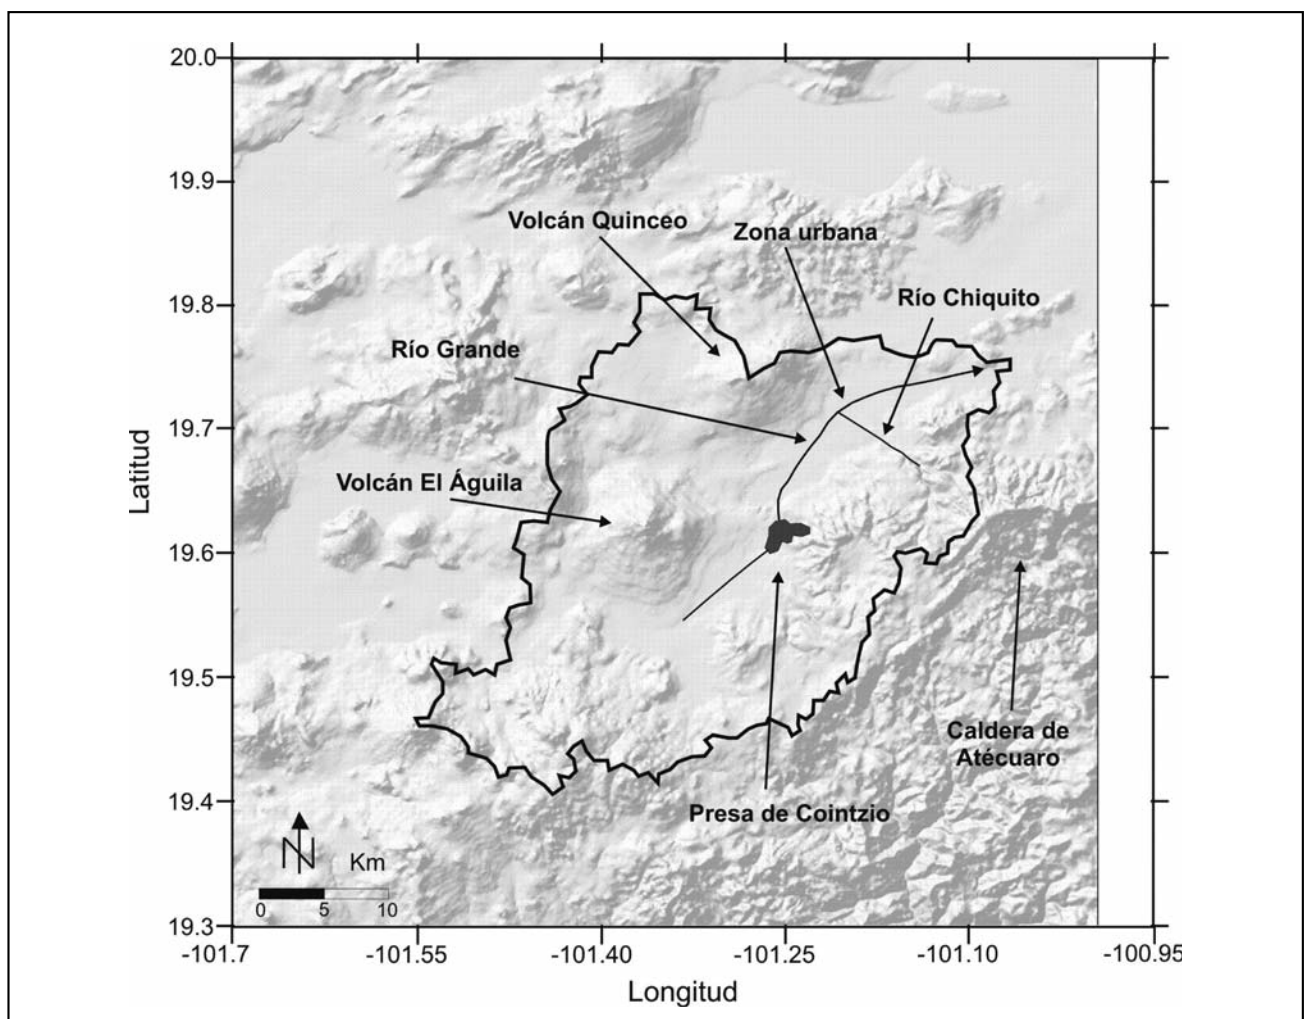 20.0
19.9
Volcán Quinceo
Zona urbana
19.8
Río Chiquito
Río Grande
19.7
Latitud
Volcán El Águila
19.6
19.5
Caldera de
Atécuaro
19.4
Presa de Cointzio
N
Km
0 5 10
19.3
-101.7 -101.55 -101.40 -101.25 -101.10 -100.95
Longitud